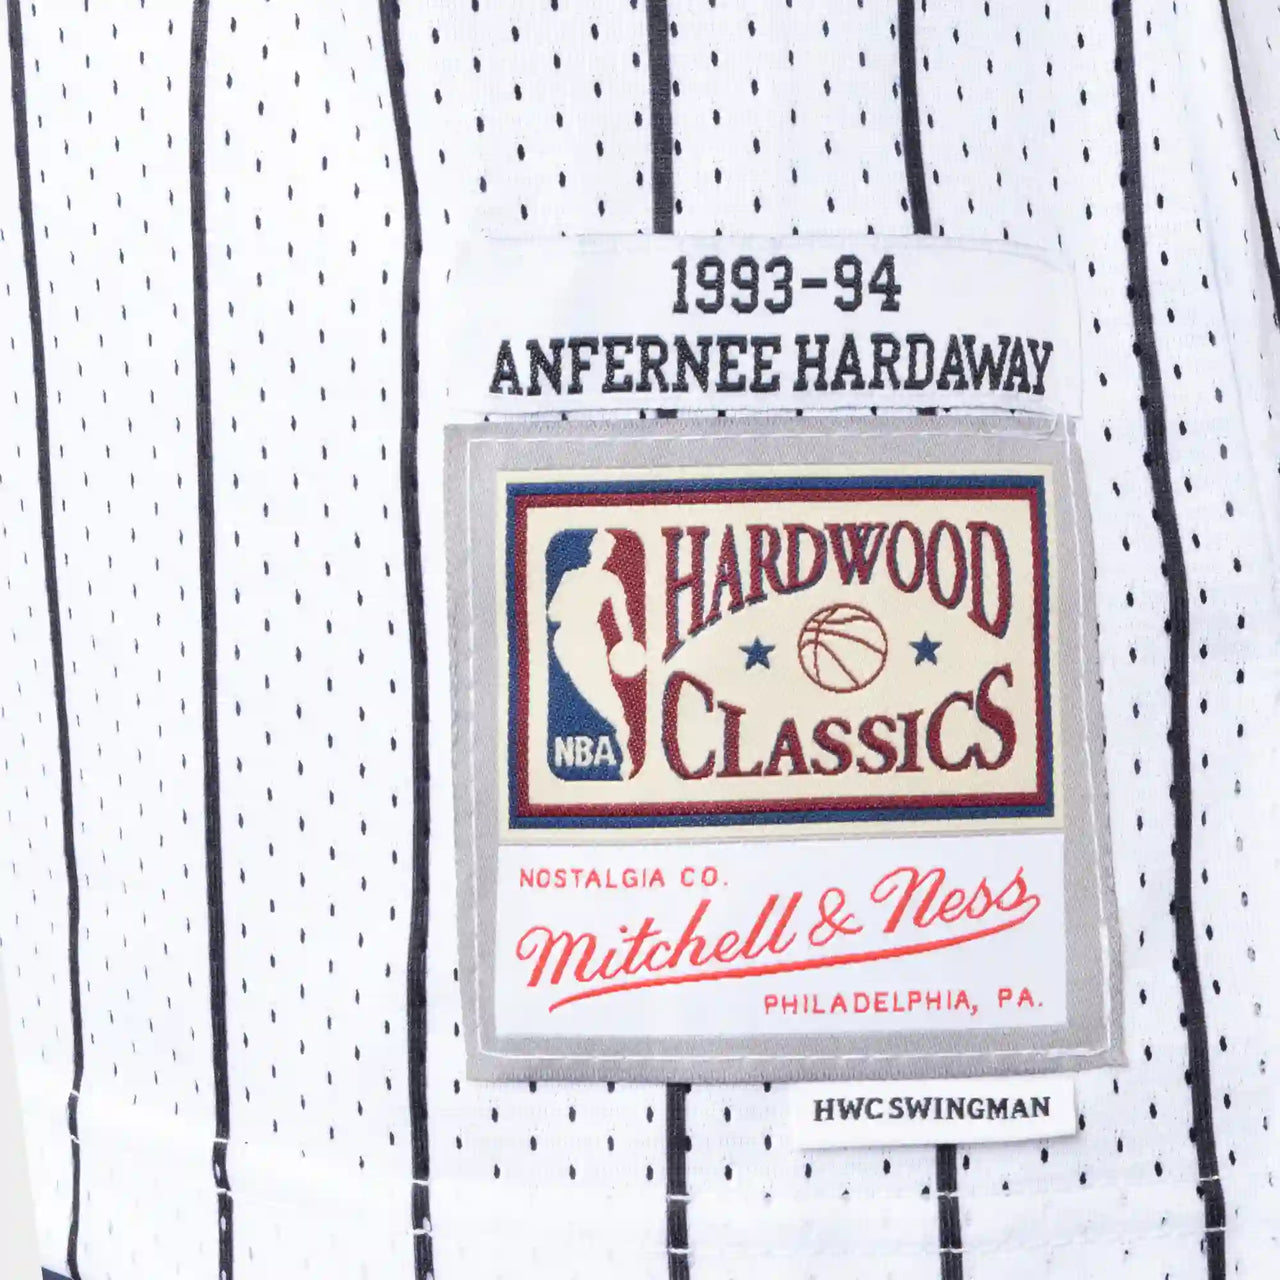 1993-94
ANFERNEE HARDAWAY
HARDWOOD
CLASSICS
NBA
NOSTALGIA CO.
Mitchell & Ness
PHILADELPHIA, PA.
HWC SWINGMAN